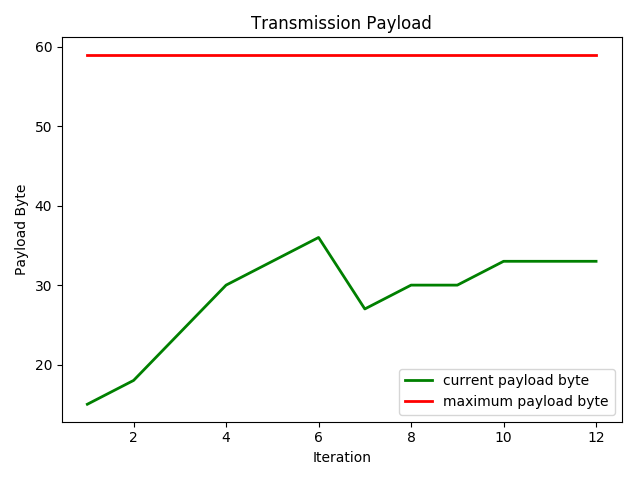 Transmission Payload
60
50
40
30
20
Payload Byte
2 4 6 8 10 12
Iteration
current payload byte
maximum payload byte